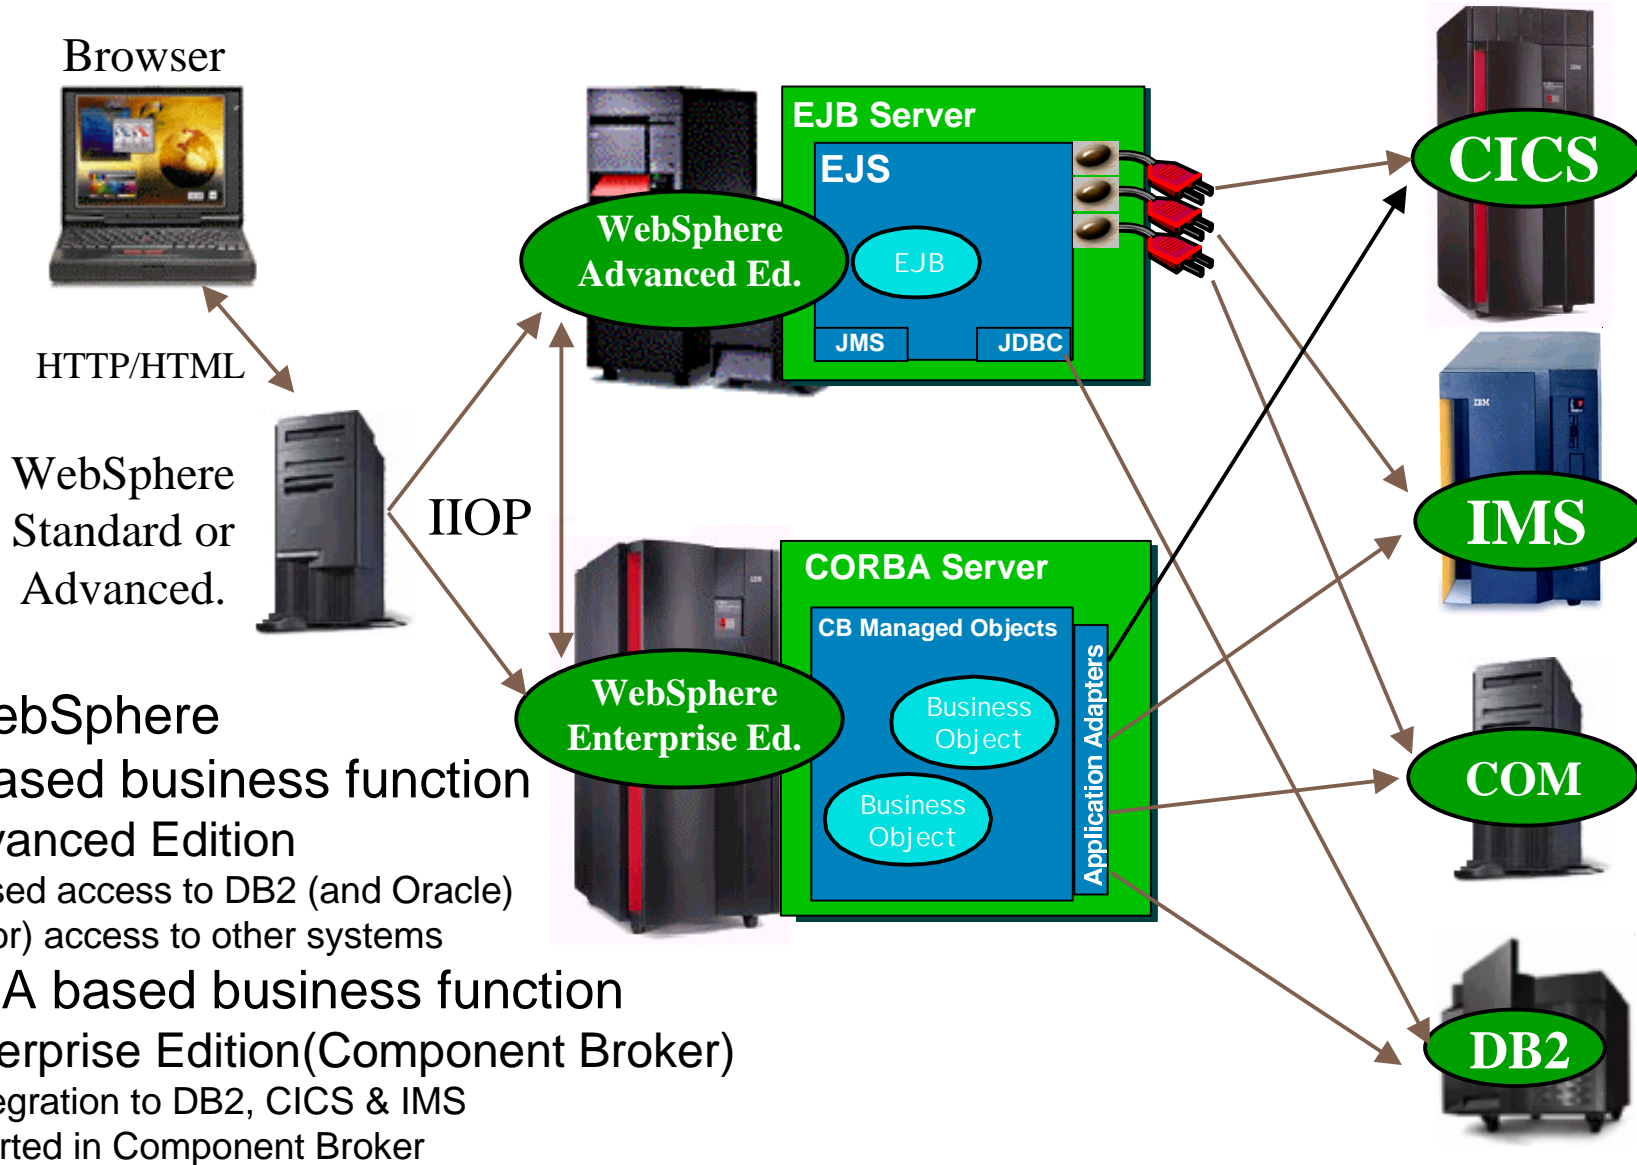 Browser
HTTP/HTML
WebSphere
Standard or
Advanced.
IIOP
WebSphere
Advanced Ed.
EJB Server
EJS
EJB
JMS
JDBC
WebSphere
Enterprise Ed.
CORBA Server
CB Managed Objects
Business
Object
Business
Object
Application Adapters
CICS
IBM
IMS
COM
DB2
ebSphere
ased business function
vanced Edition
sed access to DB2 (and Oracle)
or) access to other systems
A based business function
erprise Edition(Component Broker)
egration to DB2, CICS & IMS
rted in Component Broker